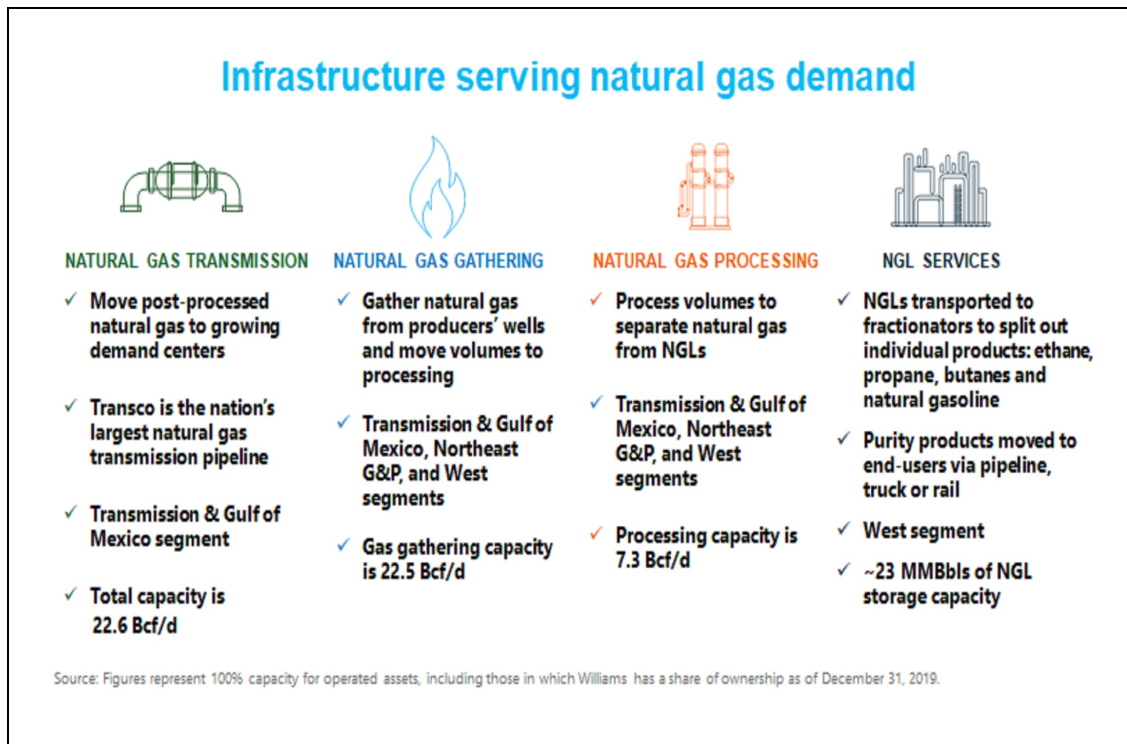 Infrastructure serving natural gas demand
NATURAL GAS TRANSMISSION
Move post-processed
natural gas to growing
demand centers
Transco is the nation's
largest natural gas
transmission pipeline
Transmission & Gulf of
Mexico segment
Total capacity is
22.6 Bcf/d
NATURAL GAS GATHERING
Gather natural gas
from producers' wells
and move volumes to
processing
Transmission & Gulf of
Mexico, Northeast
G&P, and West
segments
Gas gathering capacity
is 22.5 Bcf/d
NATURAL GAS PROCESSING
Process volumes to
separate natural gas
from NGLs
Transmission & Gulf of
Mexico, Northeast
G&P, and West
segments
Processing capacity is
7.3 Bcf/d
NGL SERVICES
NGLs transported to
fractionators to split out
individual products: ethane,
propane, butanes and
natural gasoline
Purity products moved to
end-users via pipeline,
truck or rail
West segment
~23 MMBbls of NGL
storage capacity
Source: Figures represent 100% capacity for operated assets, including those in which Williams has a share of ownership as of December 31, 2019.